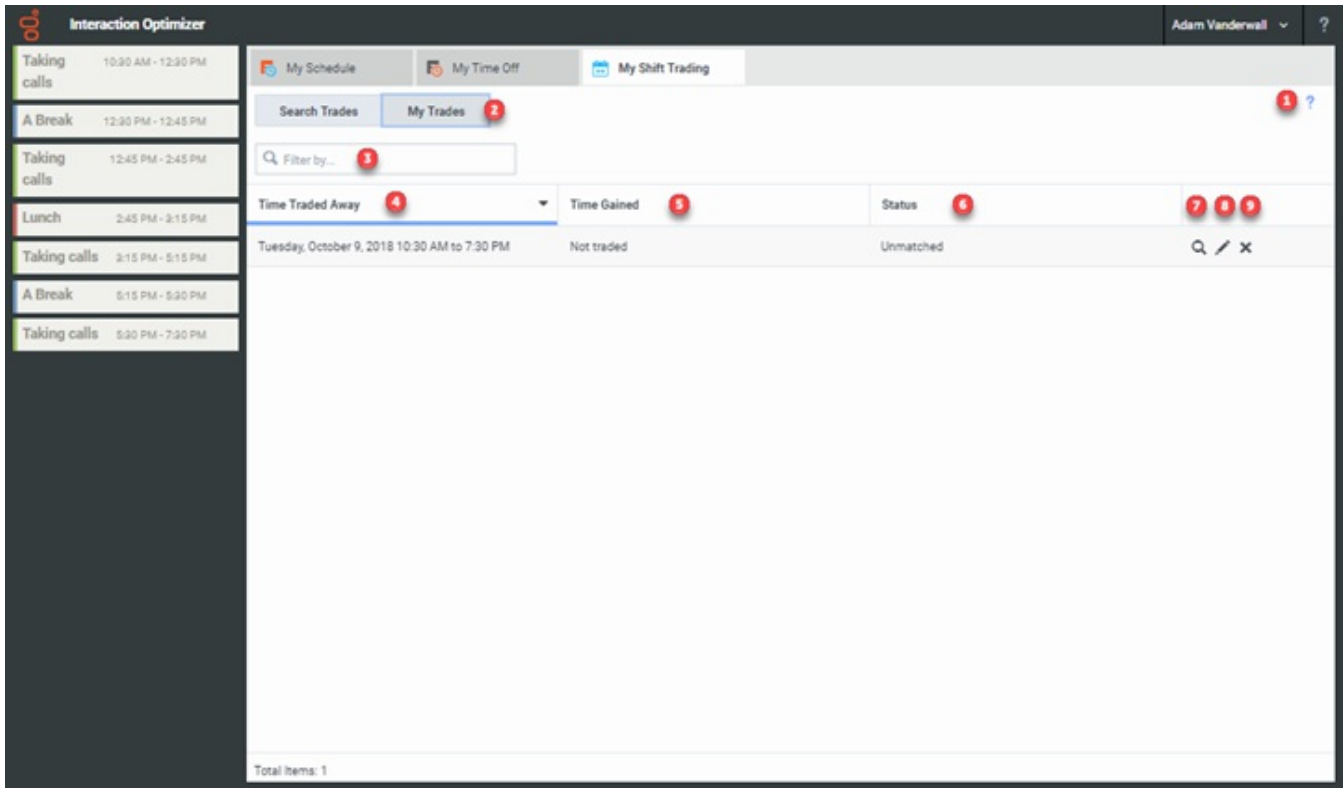 Interaction Optimizer
Adam Vanderwall
?
Taking calls 10:30 AM - 12:30 PM
A Break 12:30 PM - 12:45 PM
Taking calls 12:45 PM - 2:45 PM
Lunch 2:45 PM - 3:15 PM
Taking calls 3:15 PM - 5:15 PM
A Break 5:15 PM - 5:30 PM
Taking calls 5:30 PM - 7:30 PM
My Schedule
My Time Off
My Shift Trading
Search Trades
My Trades 2
1 ?
Filter by... 3
Time Traded Away 4
Time Gained 5
Status 6
7 8 9
Tuesday, October 9, 2018 10:30 AM to 7:30 PM
Not traded
Unmatched
Total Items: 1